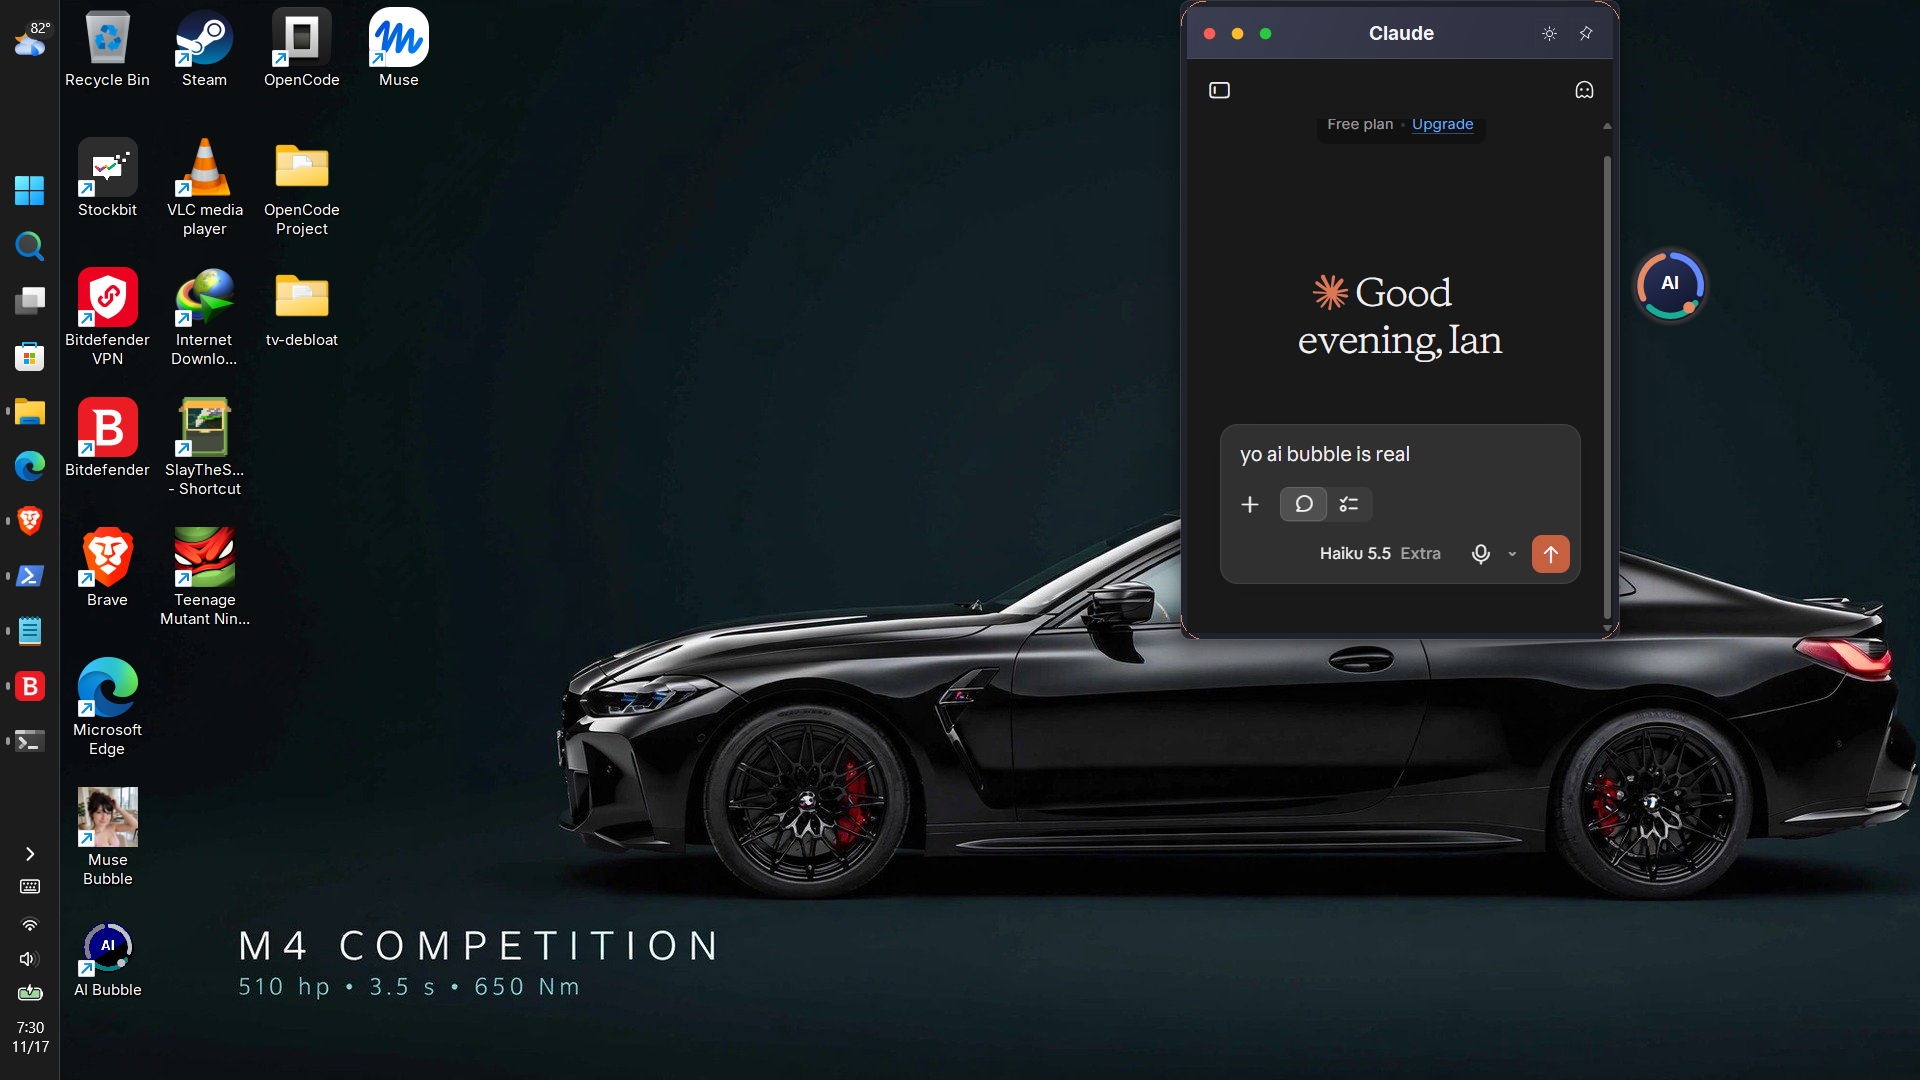 82°
Recycle Bin
Steam
OpenCode
Muse
Stockbit
VLC media
player
OpenCode
Project
Bitdefender
VPN
Internet
Downlo...
tv-debloat
Bitdefender
SlayTheS...
- Shortcut
Brave
Teenage
Mutant Nin...
Microsoft
Edge
Muse
Bubble
AI
AI Bubble
7:30
11/17
M4 COMPETITION
510 hp • 3.5 s • 650 Nm
Claude
Free plan • Upgrade
Good
evening, Ian
yo ai bubble is real
Haiku 5.5 Extra
AI